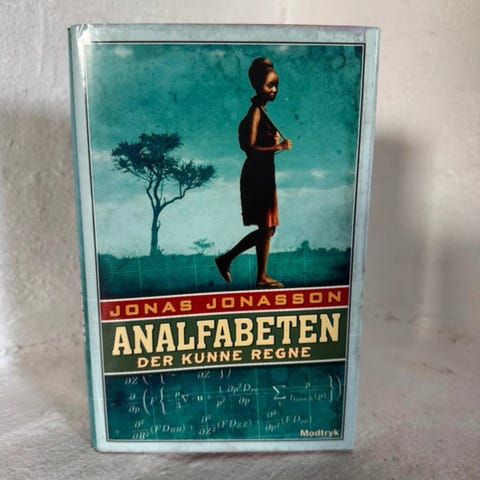 JONAS JONASSON
ANALFABETEN
DER KUNNE REGNE
Modtryk